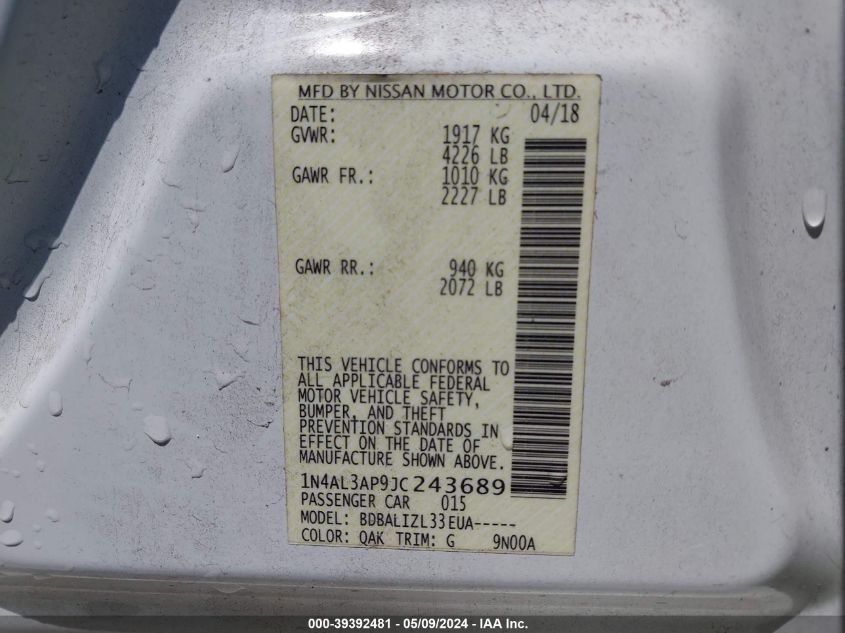 MFD BY NISSAN MOTOR CO., LTD.
DATE: 04/18
GVWR: 1917 KG
4226 LB
GAWR FR.: 1010 KG
2227 LB
GAWR RR.: 940 KG
2072 LB
THIS VEHICLE CONFORMS TO
ALL APPLICABLE FEDERAL
MOTOR VEHICLE SAFETY,
BUMPER, AND THEFT
PREVENTION STANDARDS IN
EFFECT ON THE DATE OF
MANUFACTURE SHOWN ABOVE.
1N4AL3AP9JC243689
PASSENGER CAR 015
MODEL: BDBALIZL33EUA-----
COLOR: QAK TRIM: G 9N00A
000-39392481 - 05/09/2024 - IAA Inc.